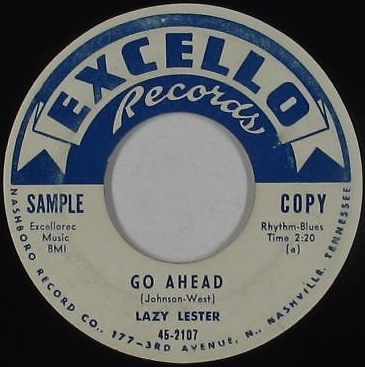 EXCELLO
Records
SAMPLE
COPY
Excellorec
Music
BMI
Rhythm-Blues
Time 2:20
(a)
GO AHEAD
(Johnson-West)
LAZY LESTER
45-2107
NASHBORO RECORD CO., 177-3RD AVENUE, N., NASHVILLE, TENNESSEE